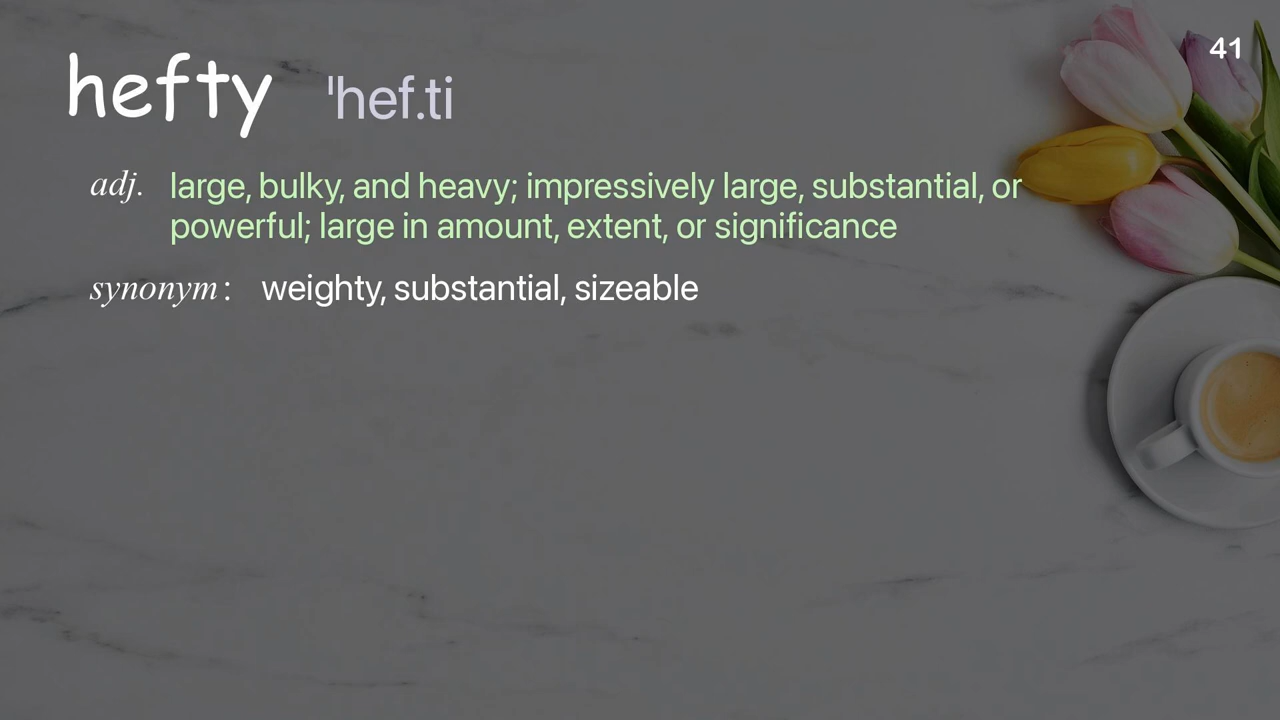 41
hefty ˈhef.ti
adj. large, bulky, and heavy; impressively large, substantial, or
powerful; large in amount, extent, or significance
synonym : weighty, substantial, sizeable